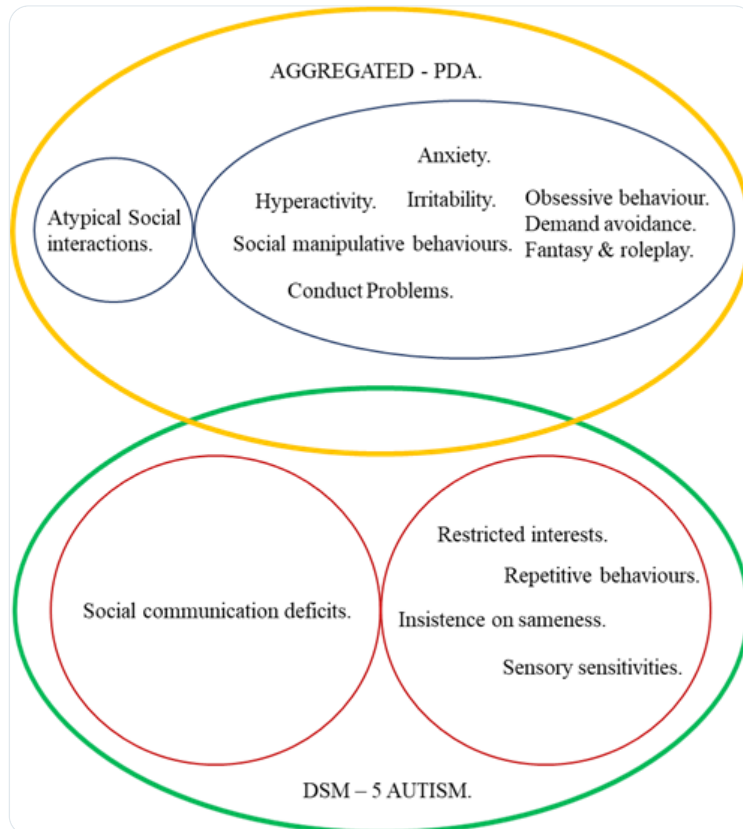 AGGREGATED - PDA.
Anxiety.
Hyperactivity.
Irritability.
Obsessive behaviour.
Demand avoidance.
Fantasy & roleplay.
Atypical Social
interactions.
Social manipulative behaviours.
Conduct Problems.
Restricted interests.
Repetitive behaviours.
Social communication deficits.
Insistence on sameness.
Sensory sensitivities.
DSM – 5 AUTISM.